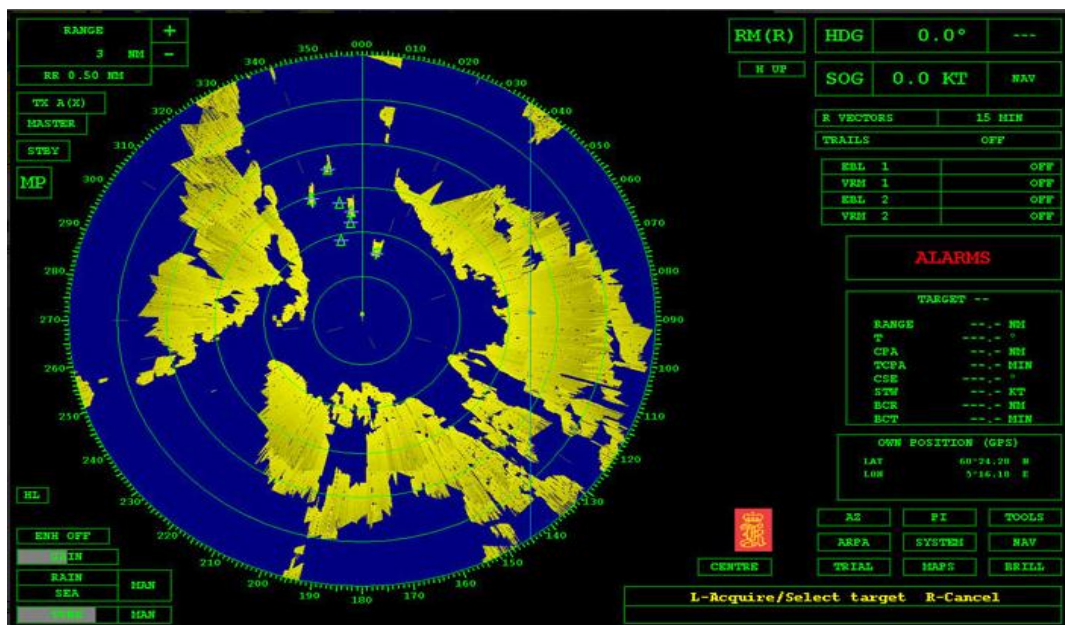 RANGE
+
3 NM
-
RR 0.50 NM
TX A(X)
MASTER
STBY
MP
HL
ENH OFF
GAIN
RAIN
SEA
MAN
TUNE
MAN
000
010
020
030
040
050
060
070
080
090
100
110
120
130
140
150
160
170
180
190
200
210
220
230
240
250
260
270
280
290
300
310
320
330
340
350
RM(R)
H UP
HDG 0.0° ---
SOG 0.0 KT NAV
R VECTORS 15 MIN
TRAILS OFF
EBL 1 OFF
VRM 1 OFF
EBL 2 OFF
VRM 2 OFF
ALARMS
TARGET --
RANGE --.- NM
T ---.- °
CPA --.- NM
TCPA --.- MIN
CSE ---.- °
STW --.- KT
BCR ---.- NM
BCT ---.- MIN
OWN POSITION (GPS)
LAT 60°24.20 N
LON 5°16.10 E
AZ PI TOOLS
ARPA SYSTEM NAV
CENTRE
TRIAL MAPS BRILL
L-Acquire/Select target R-Cancel